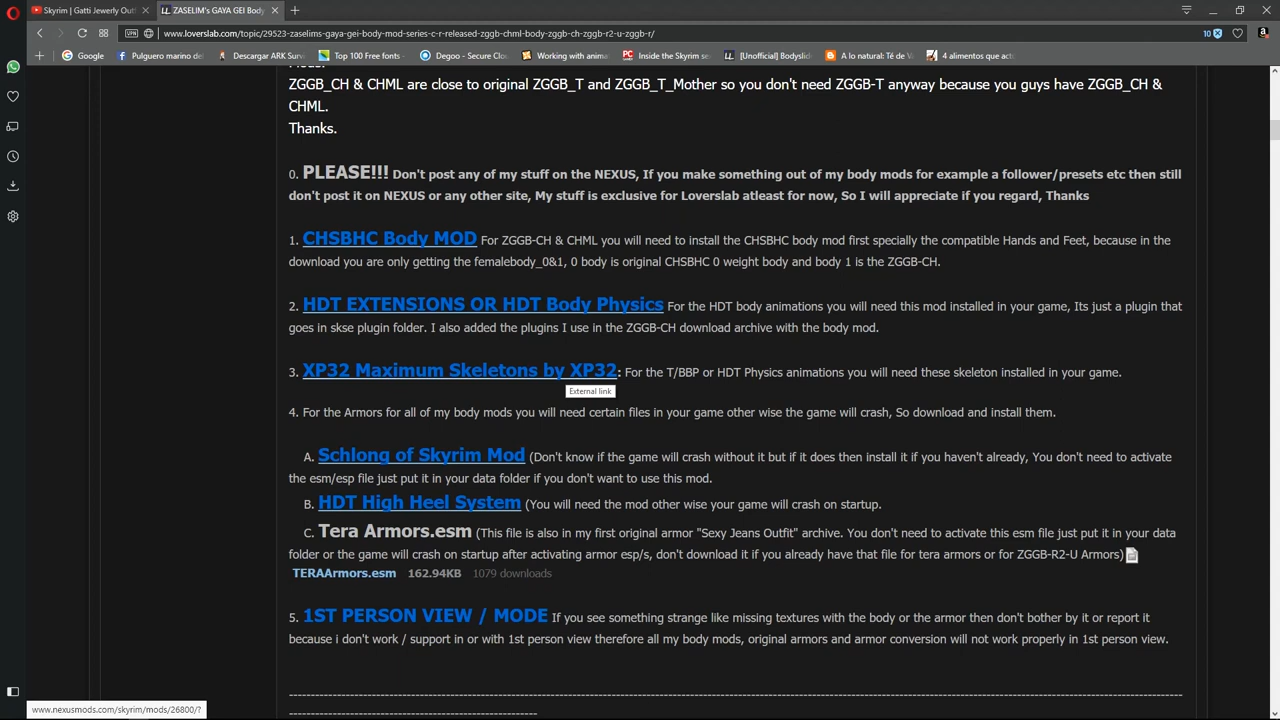 Skyrim | Gatti Jewerly Outf
ZASELIM's GAYA GEI Body
www.loverslab.com/topic/29523-zaselims-gaya-gei-body-mod-series-c-r-released-zggb-chml-body-zggb-ch-zggb-r2-u-zggb-r/
VPN
10
Google
Pulguero marino del
Descargar ARK Survi
Top 100 Free fonts -
Degoo - Secure Clou
Working with anima
Inside the Skyrim se
[Unofficial] Bodyslid
A lo natural: Té de V
4 alimentos que act
ZGGB_CH & CHML are close to original ZGGB_T and ZGGB_T_Mother so you don't need ZGGB-T anyway because you guys have ZGGB_CH &
CHML.
Thanks.
0. PLEASE!!! Don't post any of my stuff on the NEXUS, If you make something out of my body mods for example a follower/presets etc then still
don't post it on NEXUS or any other site, My stuff is exclusive for Loverslab atleast for now, So I will appreciate if you regard, Thanks
1. CHSBHC Body MOD For ZGGB-CH & CHML you will need to install the CHSBHC body mod first specially the compatible Hands and Feet, because in the
download you are only getting the femalebody_0&1, 0 body is original CHSBHC 0 weight body and body 1 is the ZGGB-CH.
2. HDT EXTENSIONS OR HDT Body Physics For the HDT body animations you will need this mod installed in your game, Its just a plugin that
goes in skse plugin folder. I also added the plugins I use in the ZGGB-CH download archive with the body mod.
3. XP32 Maximum Skeletons by XP32: For the T/BBP or HDT Physics animations you will need these skeleton installed in your game.
External link
4. For the Armors for all of my body mods you will need certain files in your game other wise the game will crash, So download and install them.
A. Schlong of Skyrim Mod (Don't know if the game will crash without it but if it does then install it if you haven't already, You don't need to activate
the esm/esp file just put it in your data folder if you don't want to use this mod.
B. HDT High Heel System (You will need the mod other wise your game will crash on startup.
C. Tera Armors.esm (This file is also in my first original armor "Sexy Jeans Outfit" archive. You don't need to activate this esm file just put it in your data
folder or the game will crash on startup after activating armor esp/s, don't download it if you already have that file for tera armors or for ZGGB-R2-U Armors)
TERAArmors.esm 162.94KB 1079 downloads
5. 1ST PERSON VIEW / MODE If you see something strange like missing textures with the body or the armor then don't bother by it or report it
because i don't work / support in or with 1st person view therefore all my body mods, original armors and armor conversion will not work properly in 1st person view.
www.nexusmods.com/skyrim/mods/26800/?